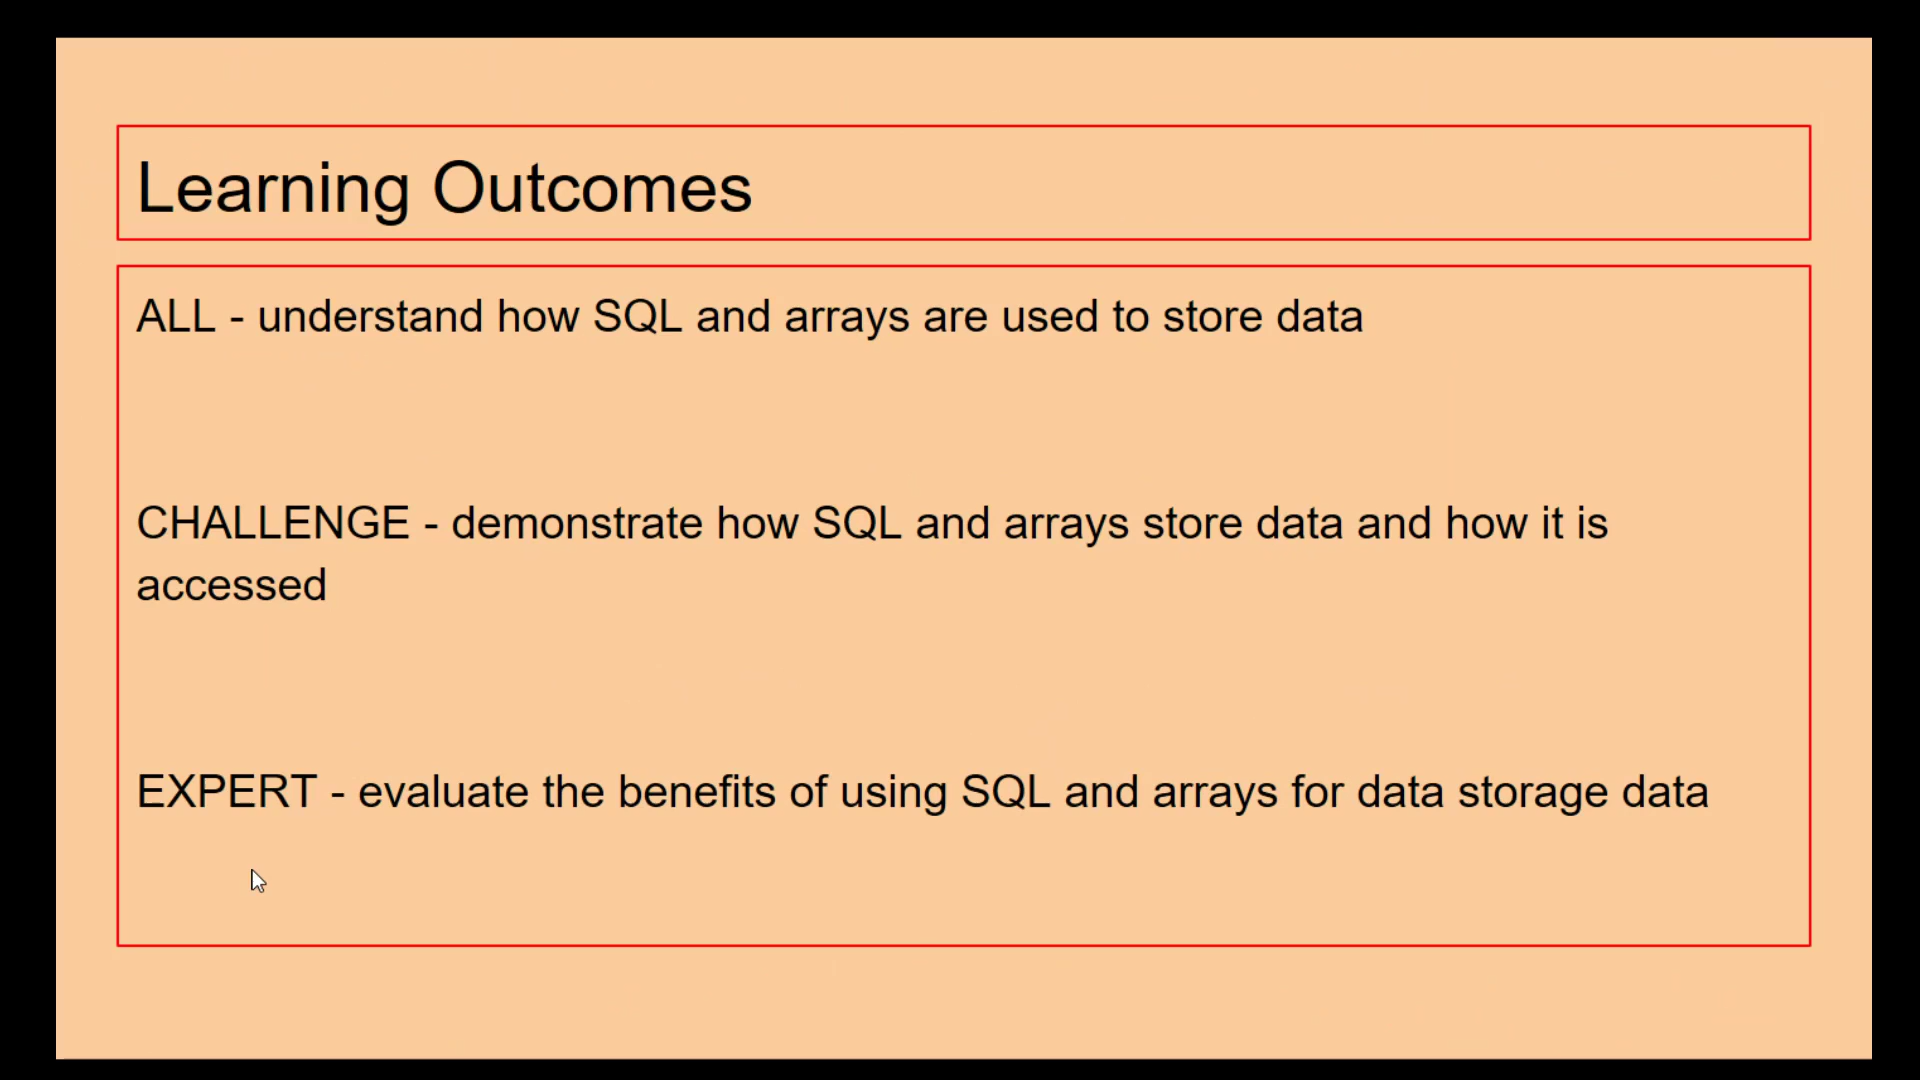 Learning Outcomes
ALL - understand how SQL and arrays are used to store data
CHALLENGE - demonstrate how SQL and arrays store data and how it is
accessed
EXPERT - evaluate the benefits of using SQL and arrays for data storage data